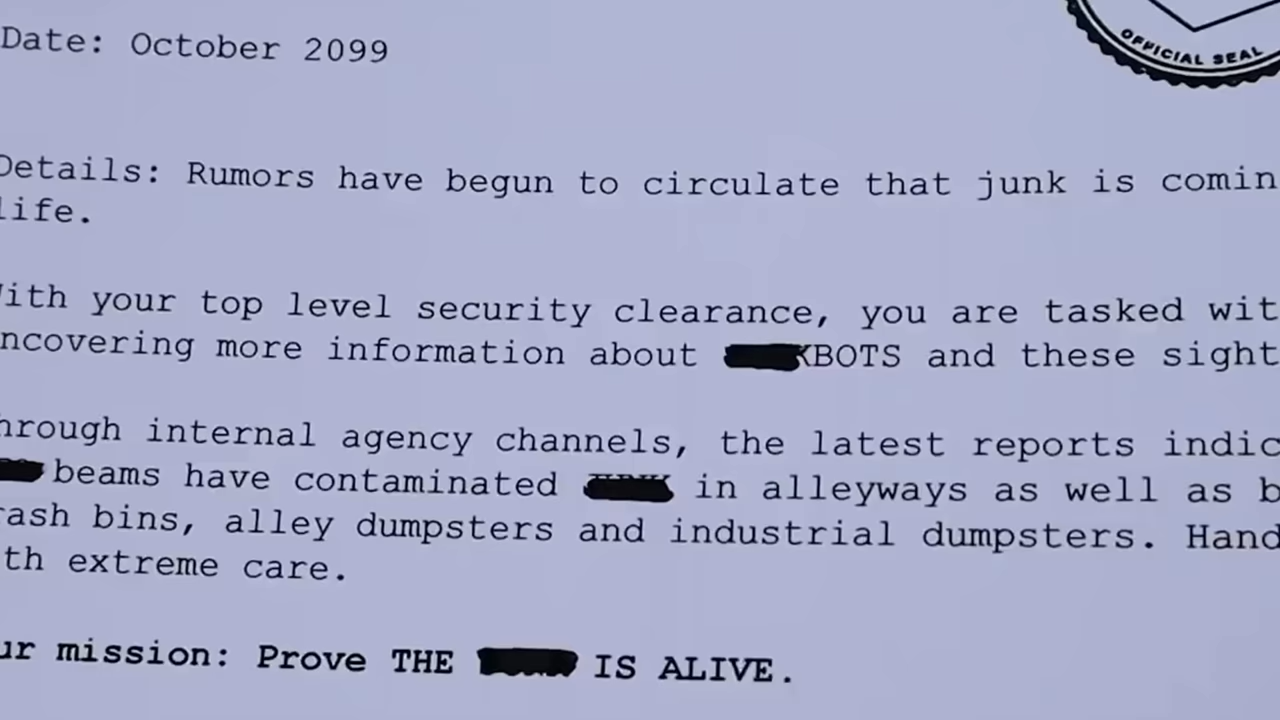 Date: October 2099
OFFICIAL SEAL
Details: Rumors have begun to circulate that junk is comin
life.
ith your top level security clearance, you are tasked wit
ncovering more information about KBOTS and these sight
hrough internal agency channels, the latest reports indic
beams have contaminated in alleyways as well as b
rash bins, alley dumpsters and industrial dumpsters. Hand
th extreme care.
ur mission: Prove THE IS ALIVE.